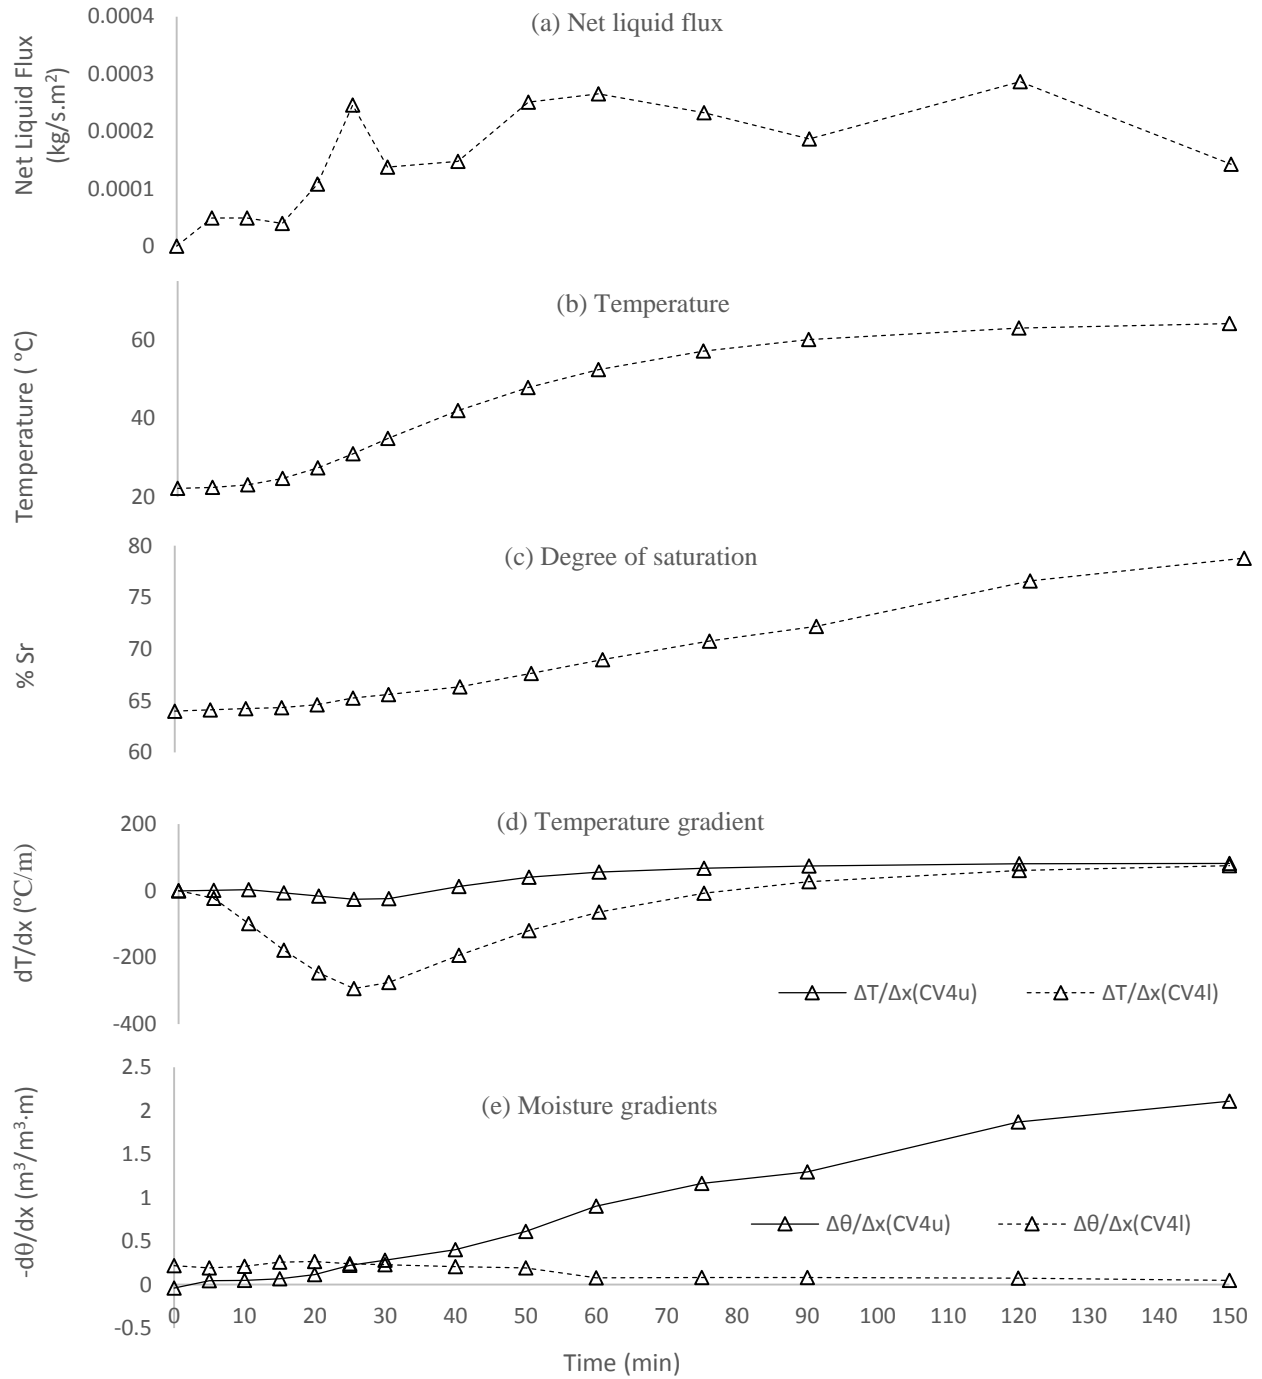 (a) Net liquid flux
Net Liquid Flux
(kg/s.m²)
0.0004
0.0003
0.0002
0.0001
0
(b) Temperature
Temperature ( °C)
60
40
20
(c) Degree of saturation
% Sr
80
75
70
65
60
(d) Temperature gradient
dT/dx (°C/m)
200
0
-200
-400
ΔT/Δx(CV4u) ΔT/Δx(CV4l)
(e) Moisture gradients
-dθ/dx (m³/m³·m)
2.5
2
1.5
1
0.5
0
-0.5
Δθ/Δx(CV4u) Δθ/Δx(CV4l)
0 10 20 30 40 50 60 70 80 90 100 110 120 130 140 150
Time (min)